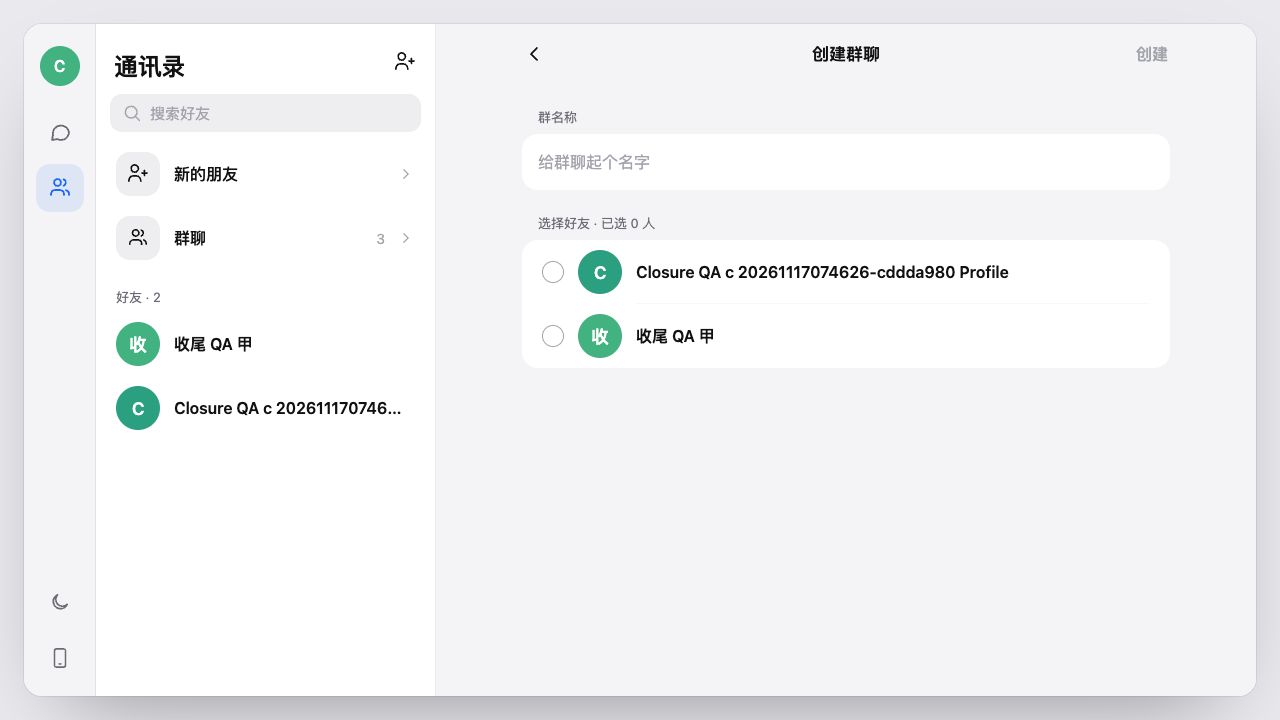 C
通讯录
搜索好友
新的朋友
群聊
3
好友 · 2
收
收尾 QA 甲
C
Closure QA c 202611170746...
创建群聊
创建
群名称
给群聊起个名字
选择好友 · 已选 0 人
C
Closure QA c 20261117074626-cddda980 Profile
收
收尾 QA 甲